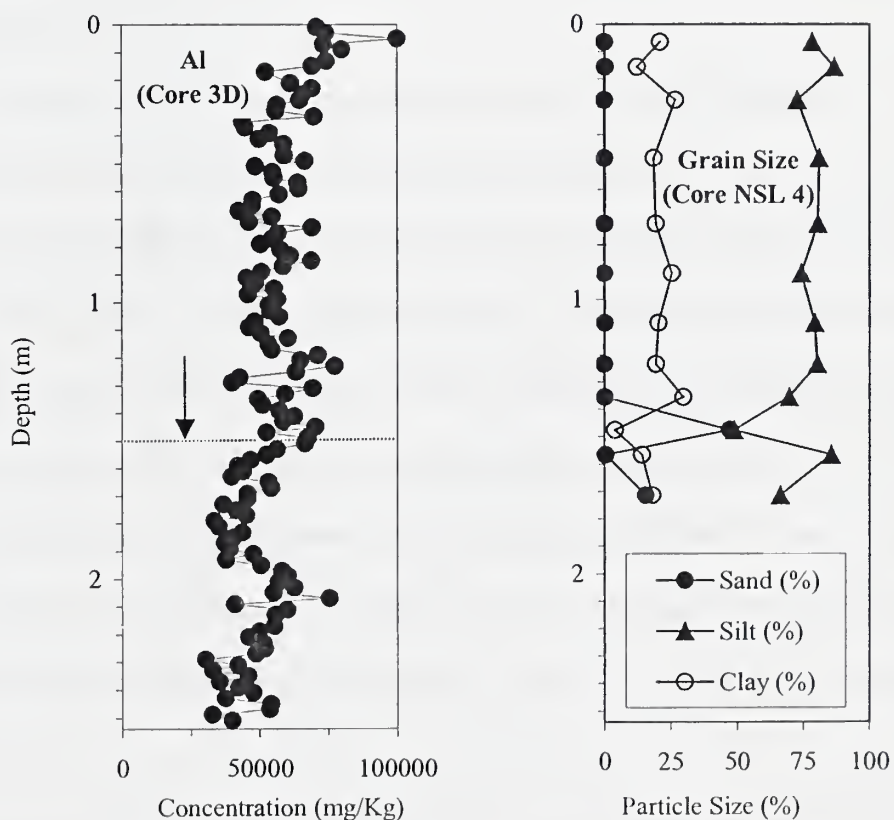 0
1
2
Depth (m)
Al
(Core 3D)
0 50000 100000
Concentration (mg/Kg)
0
1
2
Grain Size
(Core NSL 4)
Sand (%)
Silt (%)
Clay (%)
0 25 50 75 100
Particle Size (%)